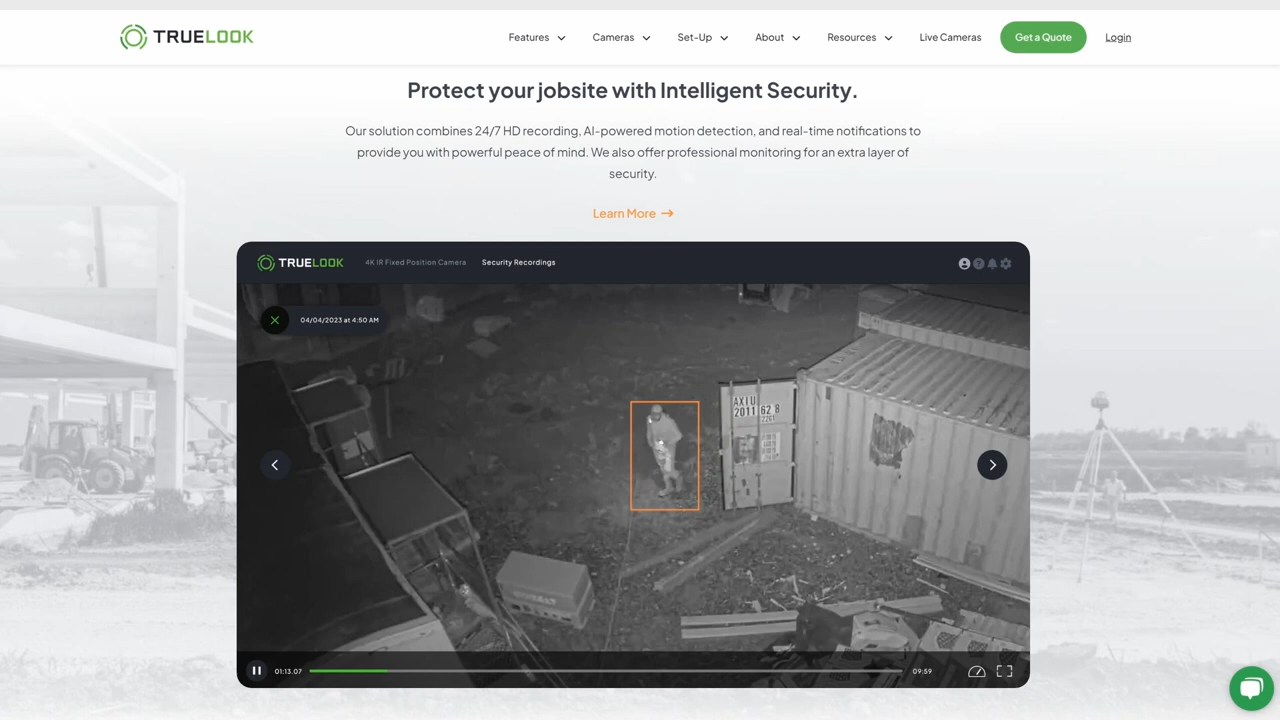 TRUELOOK
Features
Cameras
Set-Up
About
Resources
Live Cameras
Get a Quote
Login
Protect your jobsite with Intelligent Security.
Our solution combines 24/7 HD recording, AI-powered motion detection, and real-time notifications to
provide you with powerful peace of mind. We also offer professional monitoring for an extra layer of
security.
Learn More →
TRUELOOK
4K IR Fixed Position Camera
Security Recordings
04/04/2023 at 4:50 AM
AXIU
2011 62 8
01:13.07
09:59